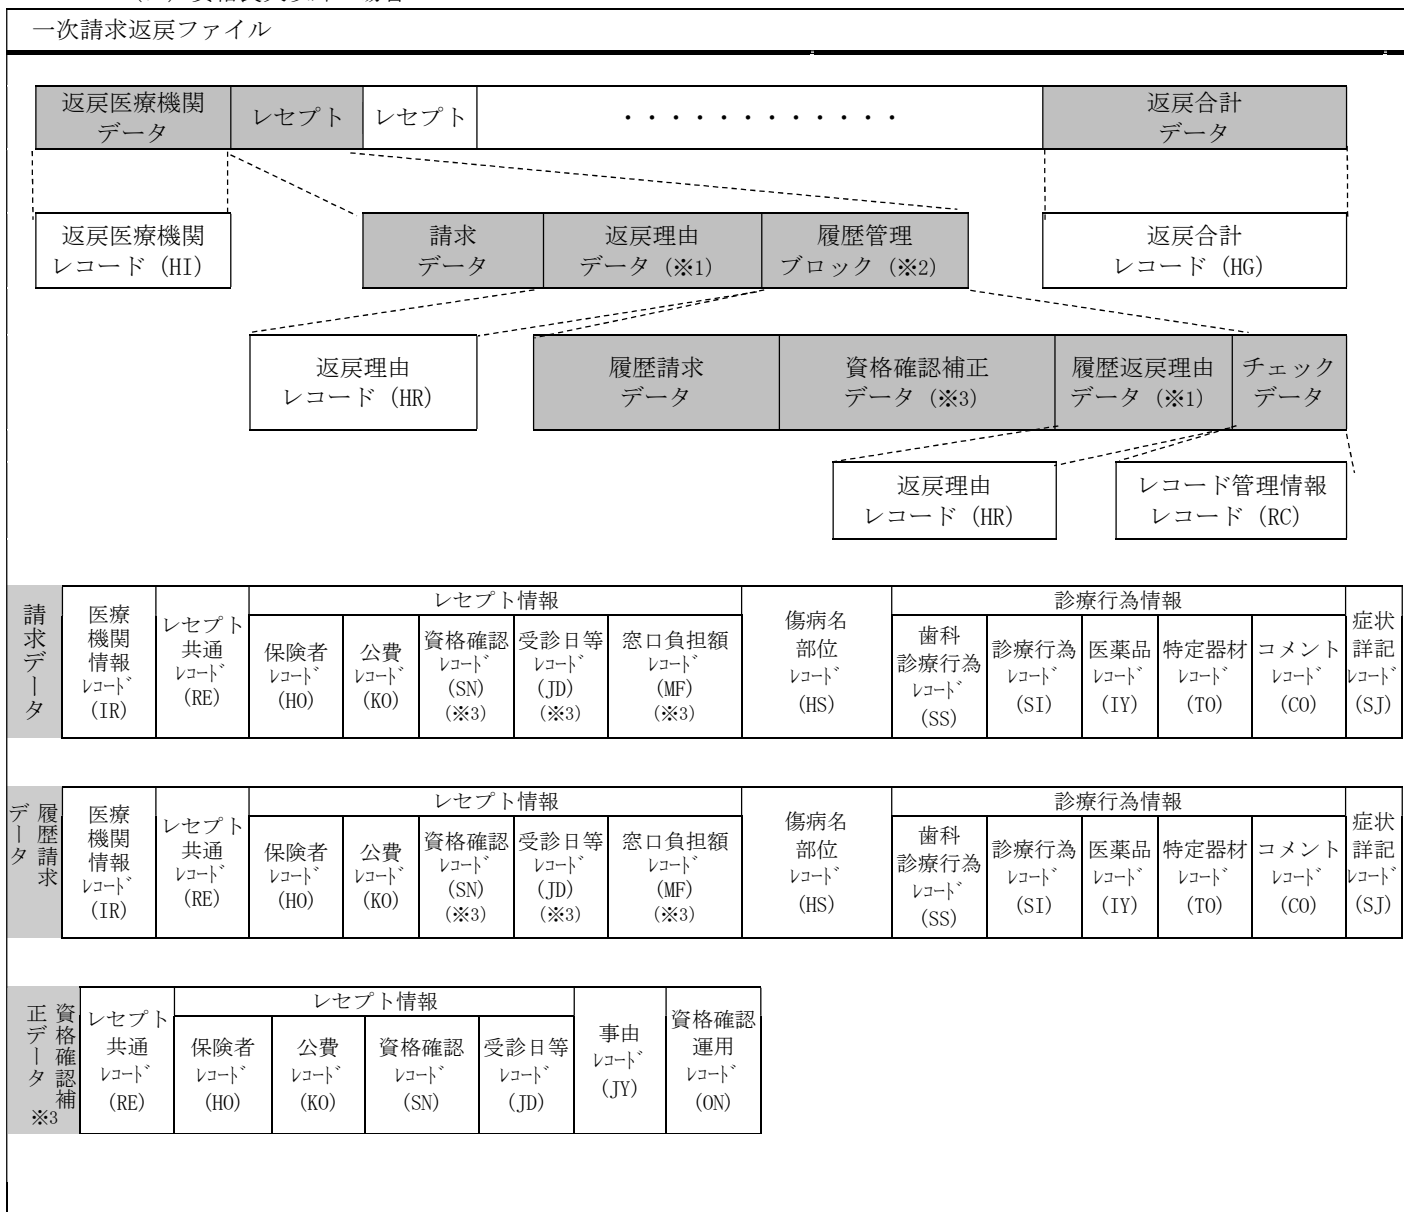 一次請求返戻ファイル
返戻医療機関
データ
レセプト
レセプト
・・・・・・・・・・・・
返戻合計
データ
返戻医療機関
レコード (HI)
請求
データ
返戻理由
データ (※1)
履歴管理
ブロック (※2)
返戻合計
レコード (HG)
返戻理由
レコード (HR)
履歴請求
データ
資格確認補正
データ (※3)
履歴返戻理由
データ (※1)
チェック
データ
返戻理由
レコード (HR)
レコード管理情報
レコード (RC)
請求データ
医療
機関
情報
ﾚｺｰﾄﾞ
(IR)
レセプト
共通
ﾚｺｰﾄﾞ
(RE)
レセプト情報
保険者
ﾚｺｰﾄﾞ
(HO)
公費
ﾚｺｰﾄﾞ
(KO)
資格確認
ﾚｺｰﾄﾞ
(SN)
(※3)
受診日等
ﾚｺｰﾄﾞ
(JD)
(※3)
窓口負担額
ﾚｺｰﾄﾞ
(MF)
(※3)
傷病名
部位
ﾚｺｰﾄﾞ
(HS)
診療行為情報
歯科
診療行為
ﾚｺｰﾄﾞ
(SS)
診療行為
ﾚｺｰﾄﾞ
(SI)
医薬品
ﾚｺｰﾄﾞ
(IY)
特定器材
ﾚｺｰﾄﾞ
(TO)
コメント
ﾚｺｰﾄﾞ
(CO)
症状
詳記
ﾚｺｰﾄﾞ
(SJ)
履歴請求
データ
医療
機関
情報
ﾚｺｰﾄﾞ
(IR)
レセプト
共通
ﾚｺｰﾄﾞ
(RE)
レセプト情報
保険者
ﾚｺｰﾄﾞ
(HO)
公費
ﾚｺｰﾄﾞ
(KO)
資格確認
ﾚｺｰﾄﾞ
(SN)
(※3)
受診日等
ﾚｺｰﾄﾞ
(JD)
(※3)
窓口負担額
ﾚｺｰﾄﾞ
(MF)
(※3)
傷病名
部位
ﾚｺｰﾄﾞ
(HS)
診療行為情報
歯科
診療行為
ﾚｺｰﾄﾞ
(SS)
診療行為
ﾚｺｰﾄﾞ
(SI)
医薬品
ﾚｺｰﾄﾞ
(IY)
特定器材
ﾚｺｰﾄﾞ
(TO)
コメント
ﾚｺｰﾄﾞ
(CO)
症状
詳記
ﾚｺｰﾄﾞ
(SJ)
資格確認補
正データ
※3
レセプト
共通
ﾚｺｰﾄﾞ
(RE)
レセプト情報
保険者
ﾚｺｰﾄﾞ
(HO)
公費
ﾚｺｰﾄﾞ
(KO)
資格確認
ﾚｺｰﾄﾞ
(SN)
受診日等
ﾚｺｰﾄﾞ
(JD)
事由
ﾚｺｰﾄﾞ
(JY)
資格確認
運用
ﾚｺｰﾄﾞ
(ON)